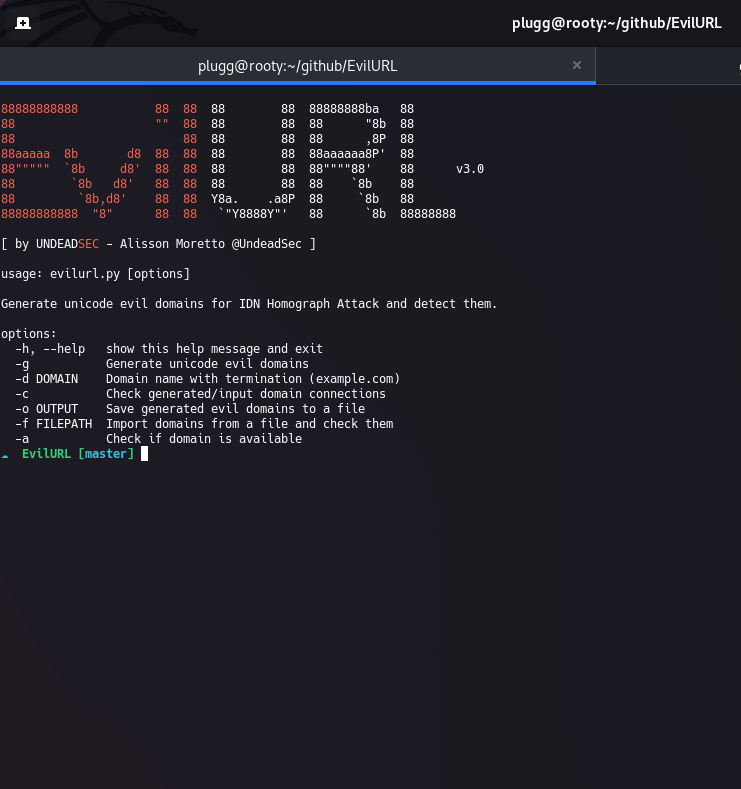 plugg@rooty:~/github/EvilURL
plugg@rooty:~/github/EvilURL ×
88888888888           88  88  88        88  88888888ba   88
88                    ""  88  88        88  88      "8b  88
88                        88  88        88  88      ,8P  88
88aaaaa  8b       d8  88  88  88        88  88aaaaaa8P'  88
88"""""  `8b     d8'  88  88  88        88  88""""88'    88      v3.0
88        `8b   d8'   88  88  88        88  88    `8b    88
88         `8b,d8'    88  88  Y8a.    .a8P  88     `8b   88
88888888888  "8"      88  88   `"Y8888Y"'   88      `8b  88888888
[ by UNDEADSEC - Alisson Moretto @UndeadSec ]
usage: evilurl.py [options]
Generate unicode evil domains for IDN Homograph Attack and detect them.
options:
  -h, --help   show this help message and exit
  -g           Generate unicode evil domains
  -d DOMAIN    Domain name with termination (example.com)
  -c           Check generated/input domain connections
  -o OUTPUT    Save generated evil domains to a file
  -f FILEPATH  Import domains from a file and check them
  -a           Check if domain is available
EvilURL [master]